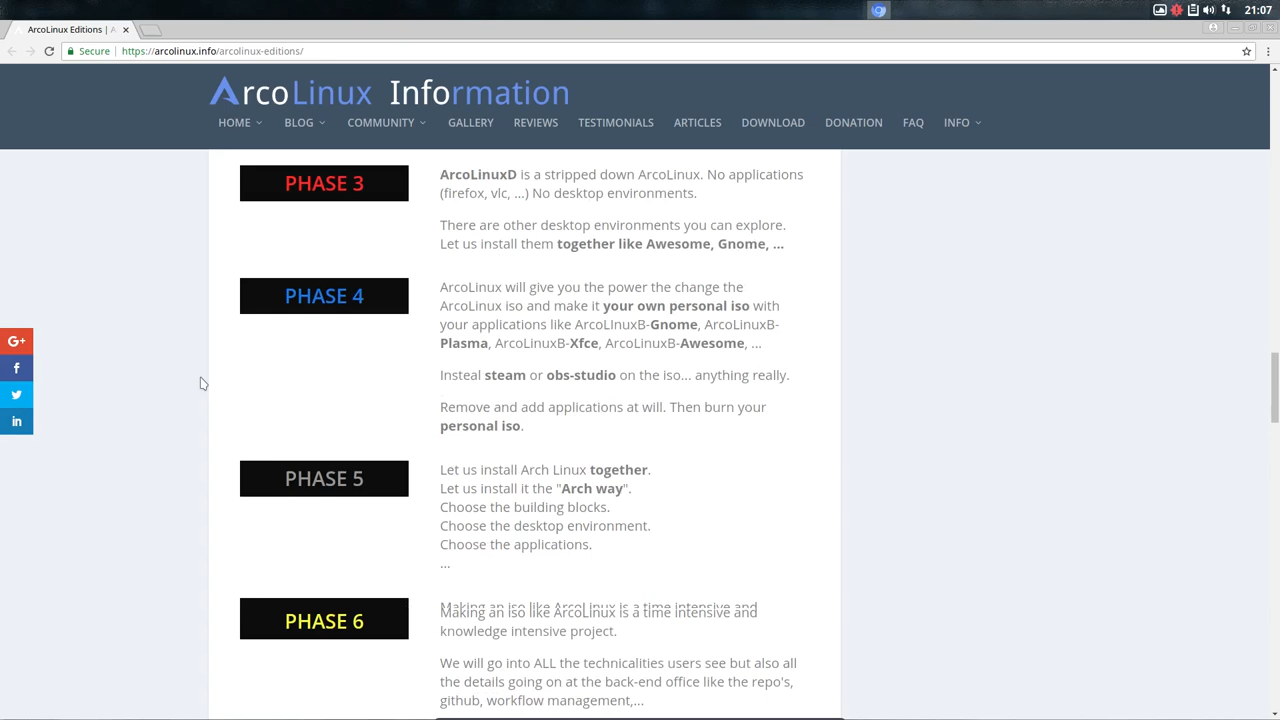 21:07
ArcoLinux Editions | A
Secure https://arcolinux.info/arcolinux-editions/
ArcoLinux Information
HOME BLOG COMMUNITY GALLERY REVIEWS TESTIMONIALS ARTICLES DOWNLOAD DONATION FAQ INFO
PHASE 3
ArcoLinuxD is a stripped down ArcoLinux. No applications
(firefox, vlc, ...) No desktop environments.
There are other desktop environments you can explore.
Let us install them together like Awesome, Gnome, ...
PHASE 4
ArcoLinux will give you the power the change the
ArcoLinux iso and make it your own personal iso with
your applications like ArcoLInuxB-Gnome, ArcoLinuxB-
Plasma, ArcoLinuxB-Xfce, ArcoLinuxB-Awesome, ...
Insteal steam or obs-studio on the iso... anything really.
Remove and add applications at will. Then burn your
personal iso.
PHASE 5
Let us install Arch Linux together.
Let us install it the "Arch way".
Choose the building blocks.
Choose the desktop environment.
Choose the applications.
...
PHASE 6
Making an iso like ArcoLinux is a time intensive and
knowledge intensive project.
We will go into ALL the technicalities users see but also all
the details going on at the back-end office like the repo's,
github, workflow management,...
G+
f
in